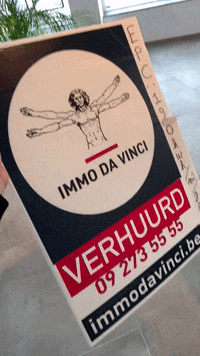 IMMO DA VINCI
VERHUURD
09 273 55 55
immodavinci.be